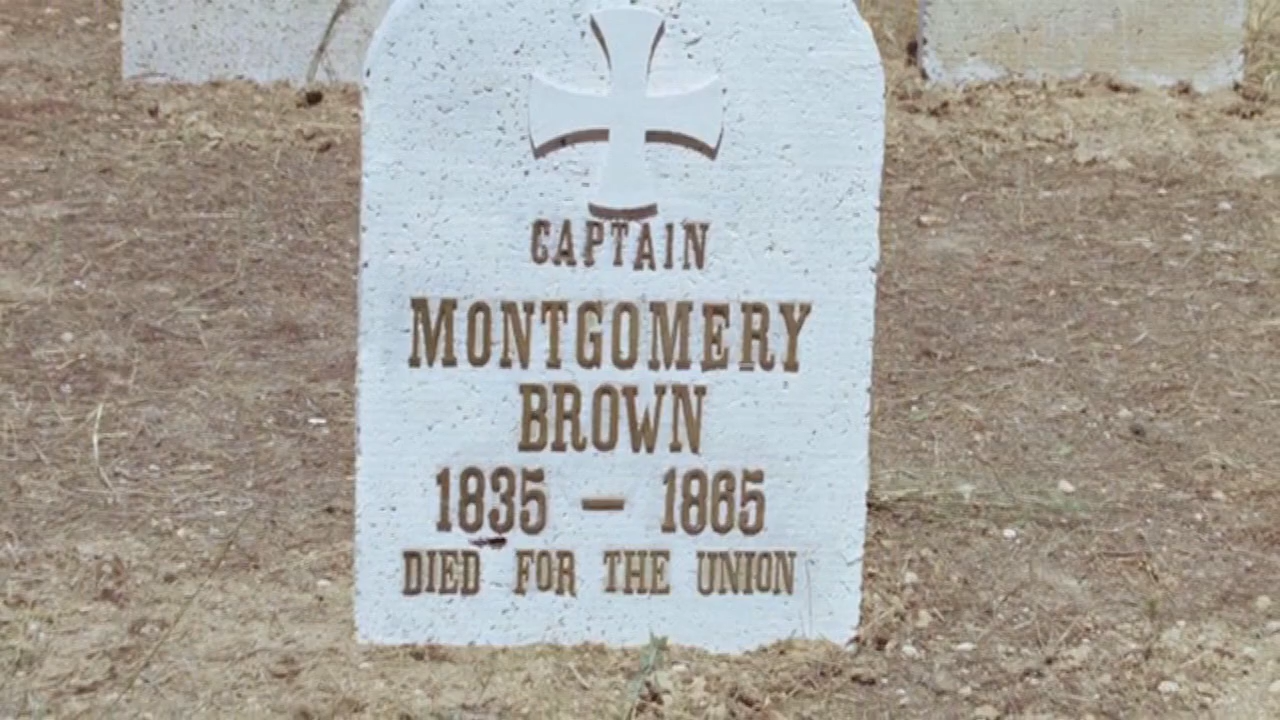 CAPTAIN
MONTGOMERY
BROWN
1835 – 1865
DIED FOR THE UNION